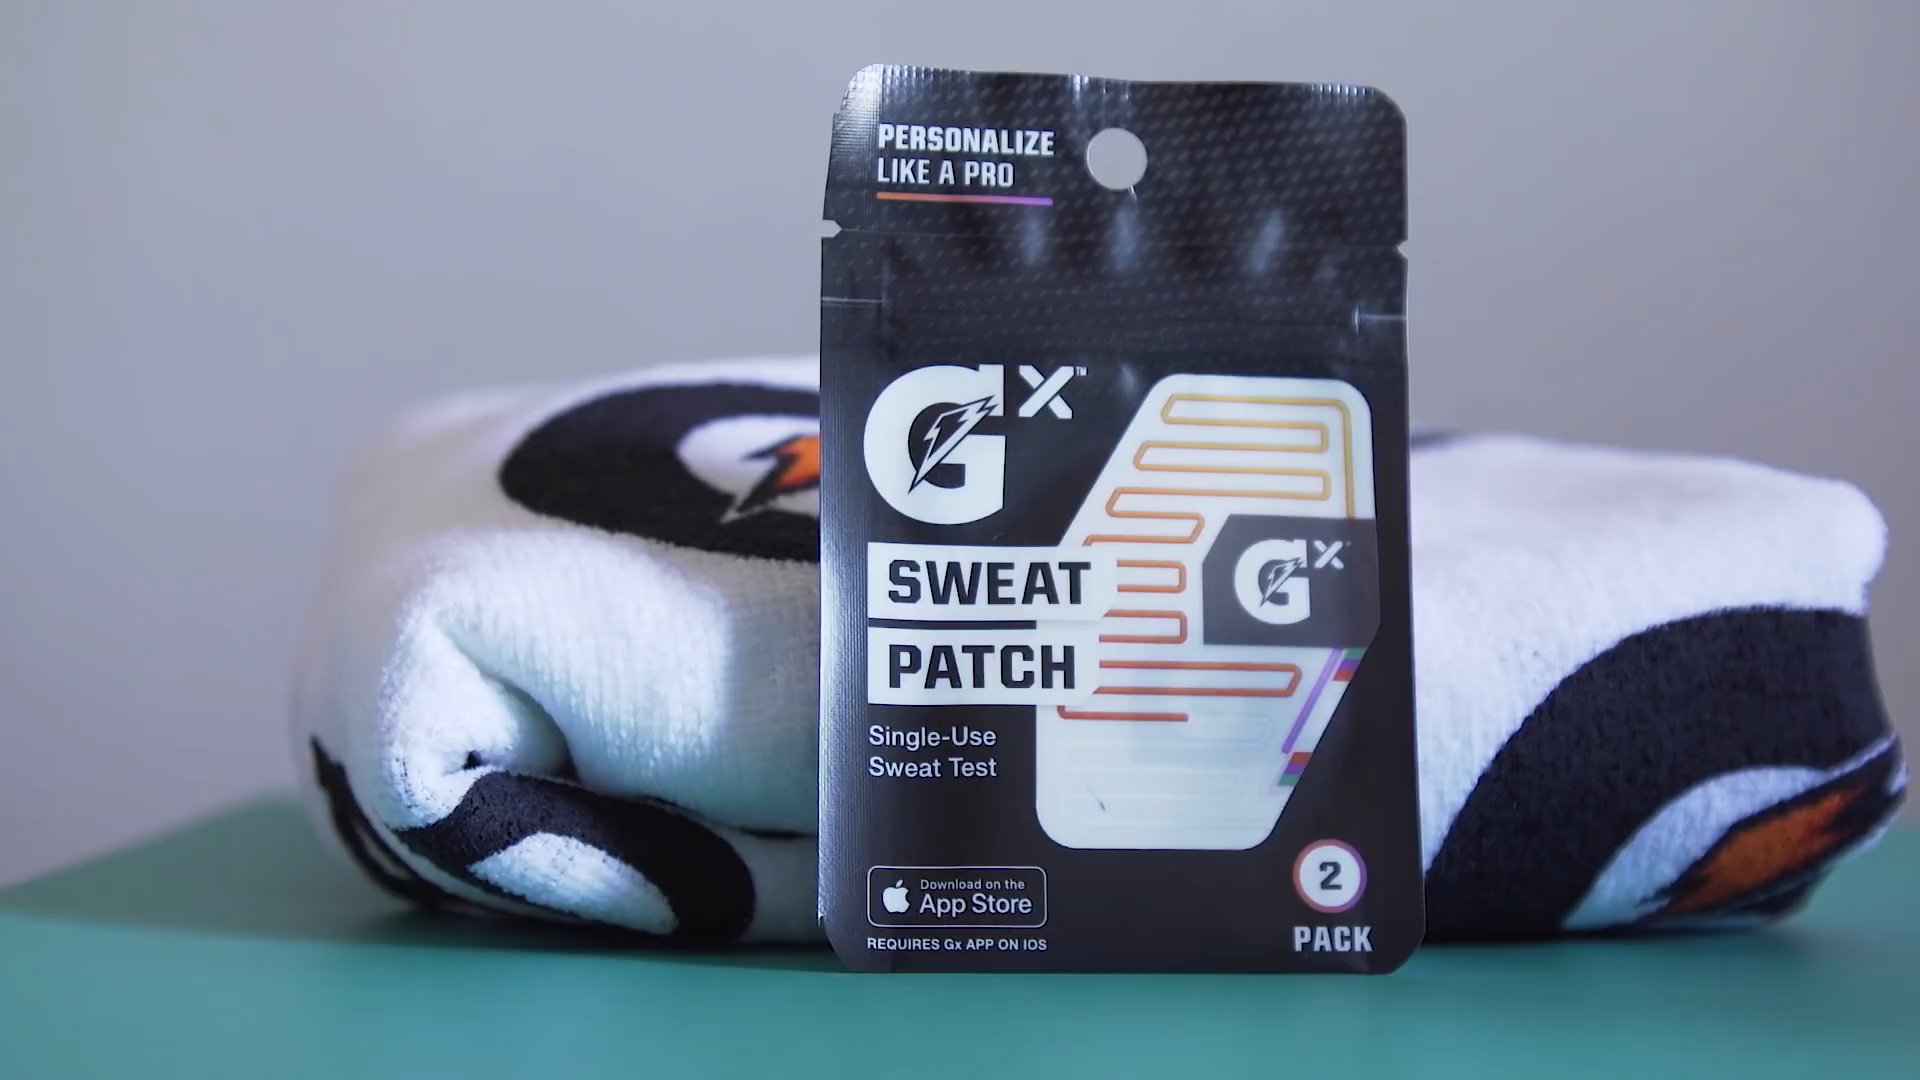 PERSONALIZE
LIKE A PRO
Gx™
Gx
SWEAT
PATCH
Single-Use
Sweat Test
Download on the
App Store
REQUIRES Gx APP ON IOS
2
PACK